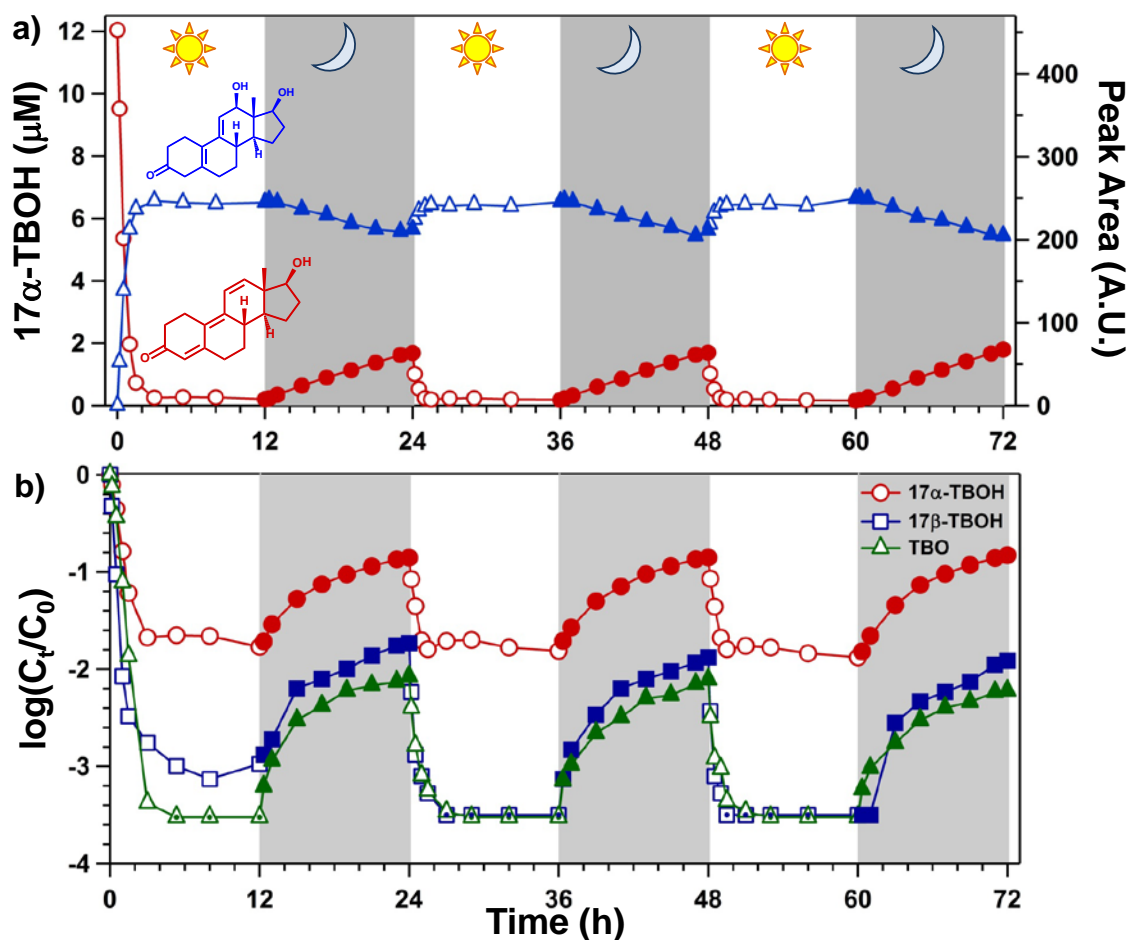 a)
17α-TBOH (μM)
12
10
8
6
4
2
0
Peak Area (A.U.)
400
300
200
100
0
OH
OH
H
H
O
OH
H
H
O
0 12 24 36 48 60 72
b)
log(Ct/C0)
0
-1
-2
-3
-4
17α-TBOH
17β-TBOH
TBO
0 12 24 36 48 60 72
Time (h)